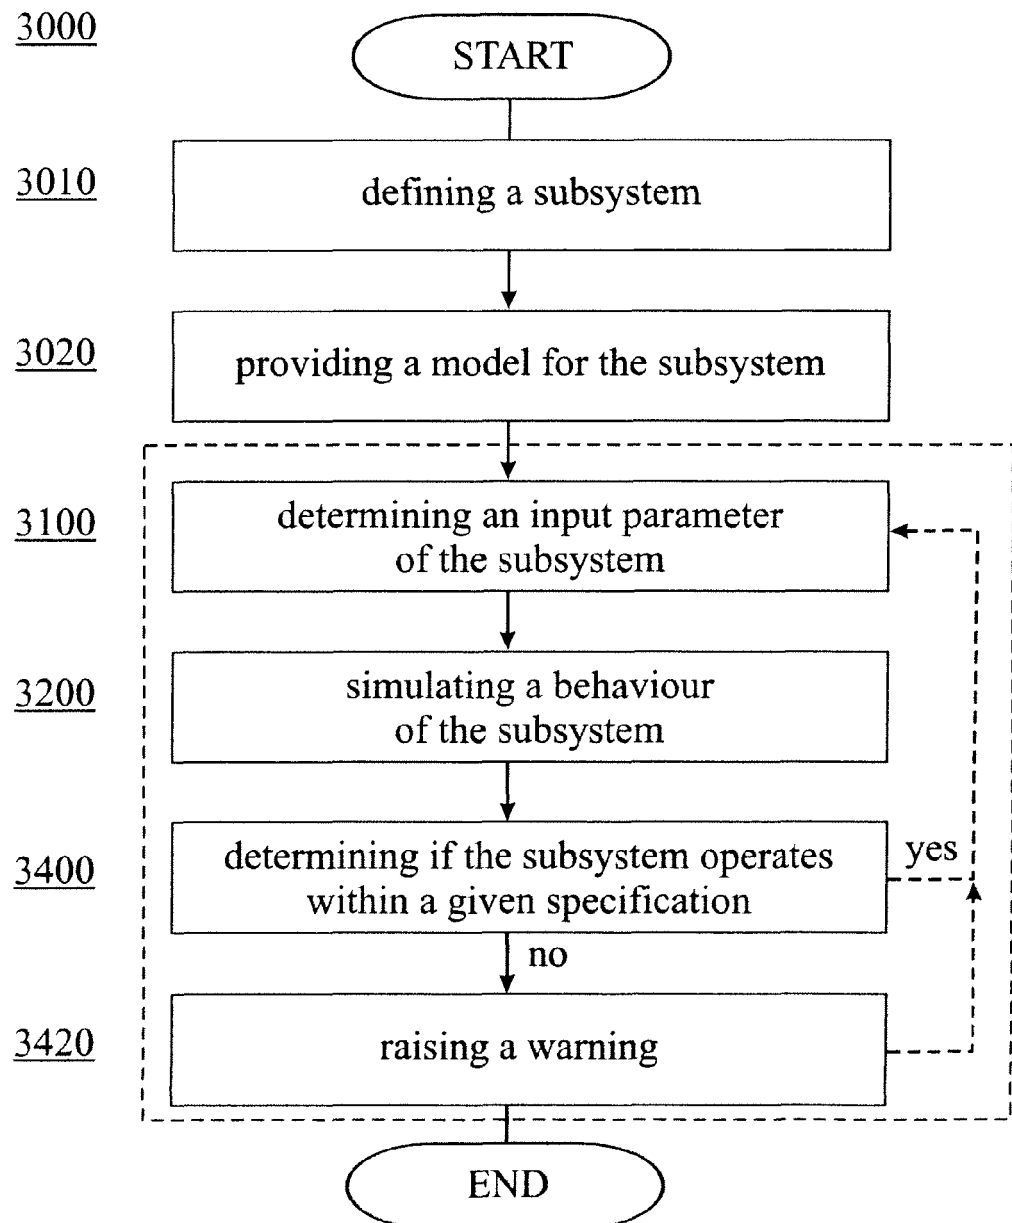 3000
START
3010
defining a subsystem
3020
providing a model for the subsystem
3100
determining an input parameter
of the subsystem
3200
simulating a behaviour
of the subsystem
3400
determining if the subsystem operates
within a given specification
yes
no
3420
raising a warning
END